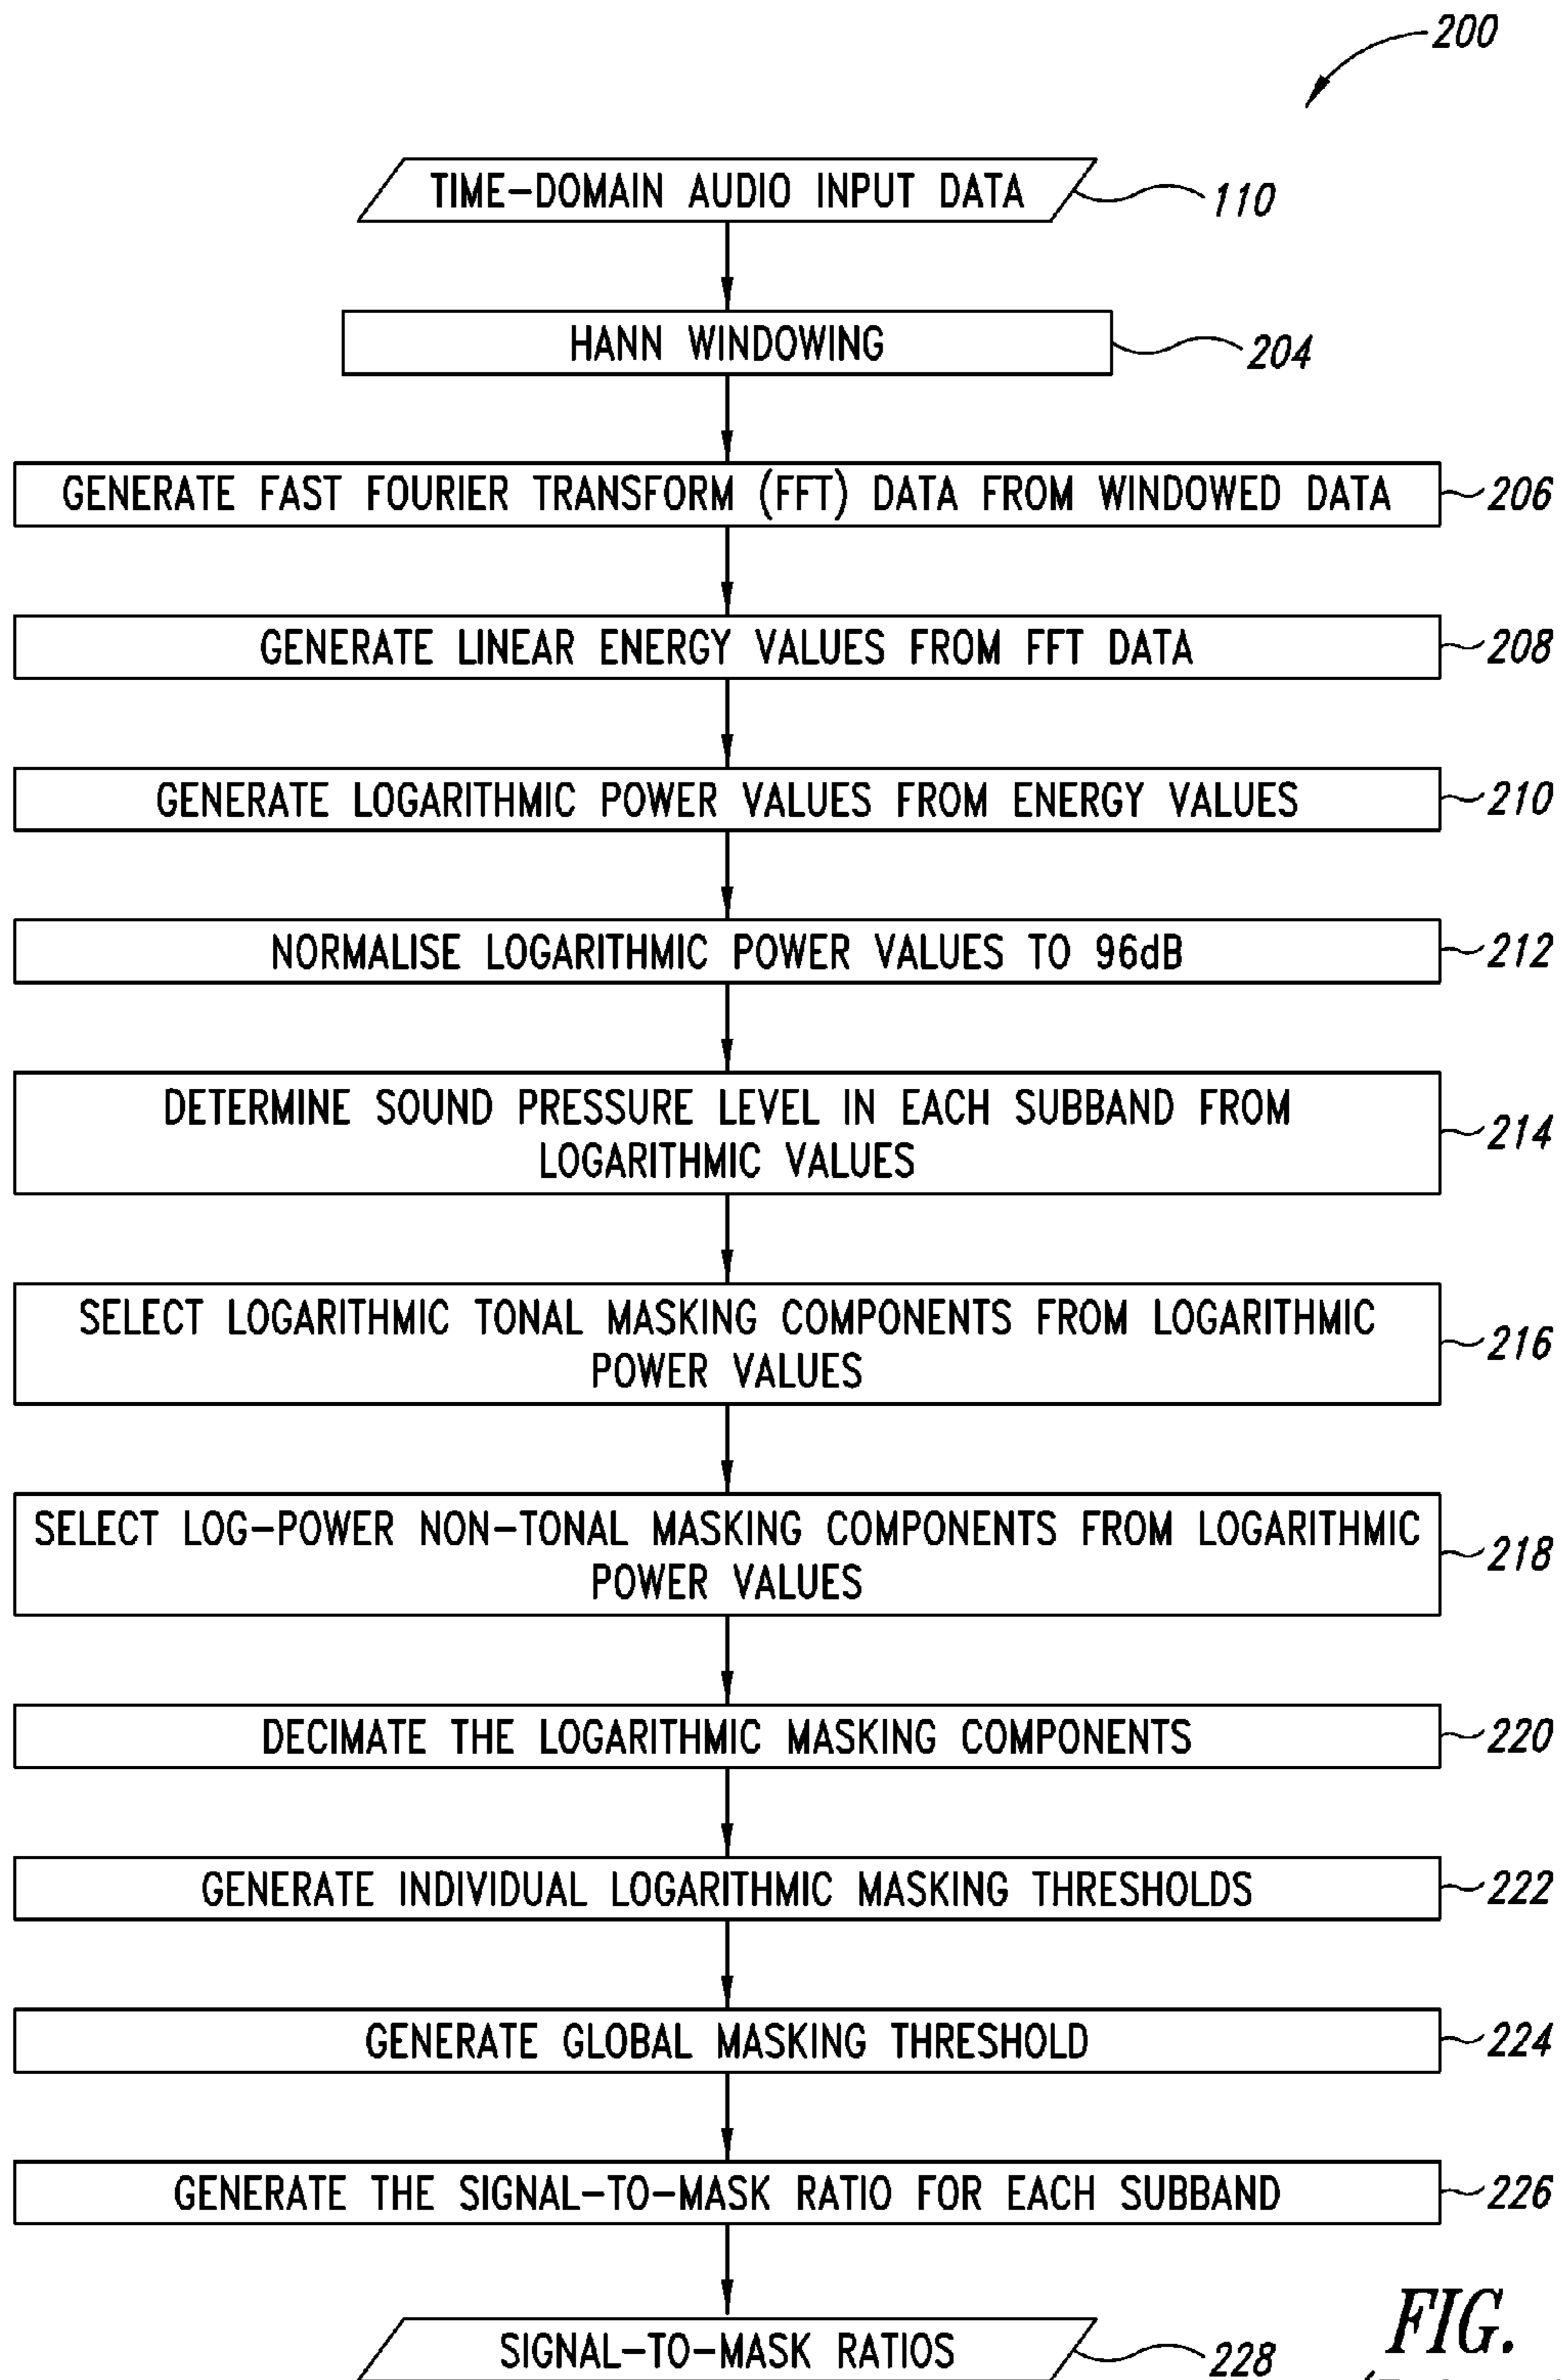 200
TIME-DOMAIN AUDIO INPUT DATA
110
HANN WINDOWING
204
GENERATE FAST FOURIER TRANSFORM (FFT) DATA FROM WINDOWED DATA
206
GENERATE LINEAR ENERGY VALUES FROM FFT DATA
208
GENERATE LOGARITHMIC POWER VALUES FROM ENERGY VALUES
210
NORMALISE LOGARITHMIC POWER VALUES TO 96dB
212
DETERMINE SOUND PRESSURE LEVEL IN EACH SUBBAND FROM
LOGARITHMIC VALUES
214
SELECT LOGARITHMIC TONAL MASKING COMPONENTS FROM LOGARITHMIC
POWER VALUES
216
SELECT LOG-POWER NON-TONAL MASKING COMPONENTS FROM LOGARITHMIC
POWER VALUES
218
DECIMATE THE LOGARITHMIC MASKING COMPONENTS
220
GENERATE INDIVIDUAL LOGARITHMIC MASKING THRESHOLDS
222
GENERATE GLOBAL MASKING THRESHOLD
224
GENERATE THE SIGNAL-TO-MASK RATIO FOR EACH SUBBAND
226
SIGNAL-TO-MASK RATIOS
228
FIG.